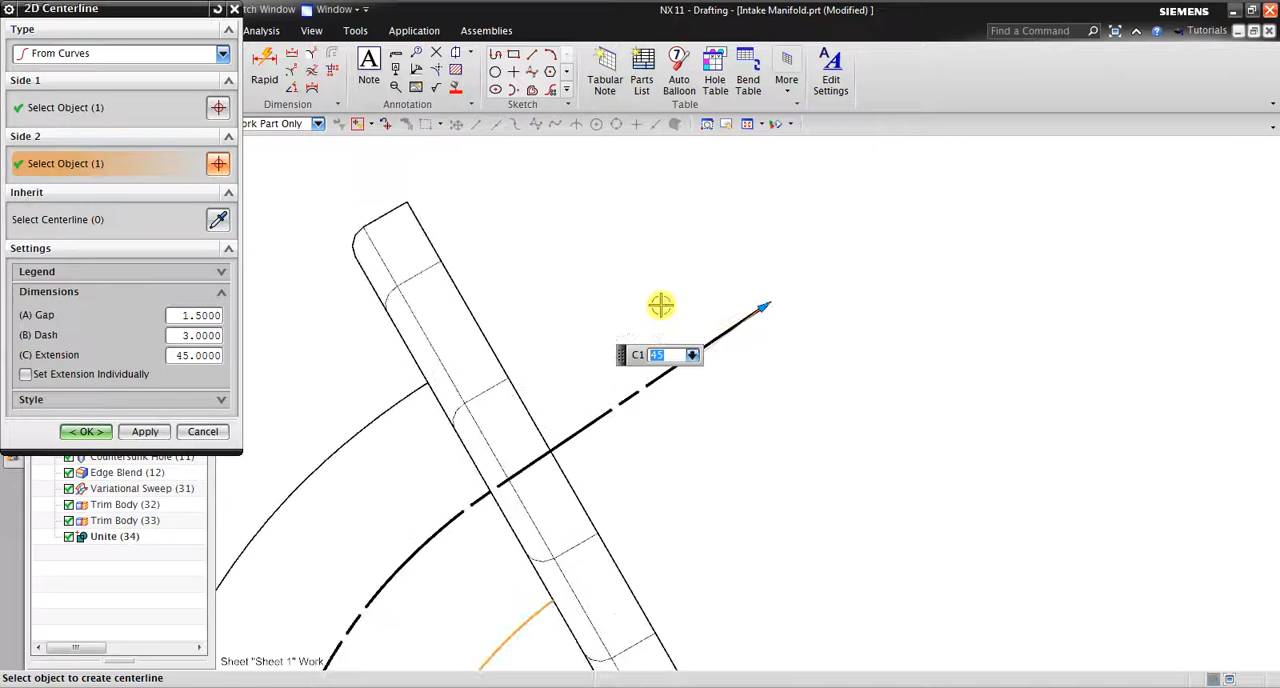 2D Centerline
tch Window
Window
NX 11 - Drafting - [Intake Manifold.prt (Modified) ]
SIEMENS
Type
Analysis
View
Tools
Application
Find a Command
Tutorials
From Curves
Side 1
Select Object (1)
Side 2
Select Object (1)
Inherit
Select Centerline (0)
Settings
Legend
Dimensions
(A) Gap 1.5000
(B) Dash 3.0000
(C) Extension 45.0000
Set Extension Individually
Style
< OK >
Apply
Cancel
Rapid
Dimension
A
Note
Annotation
Sketch
Tabular Note
Parts List
Auto Balloon
Hole Table
Bend Table
More
Table
Edit Settings
ork Part Only
C1 45
Countersunk Hole (11)
Edge Blend (12)
Variational Sweep (31)
Trim Body (32)
Trim Body (33)
Unite (34)
Sheet "Sheet 1" Work
Select object to create centerline